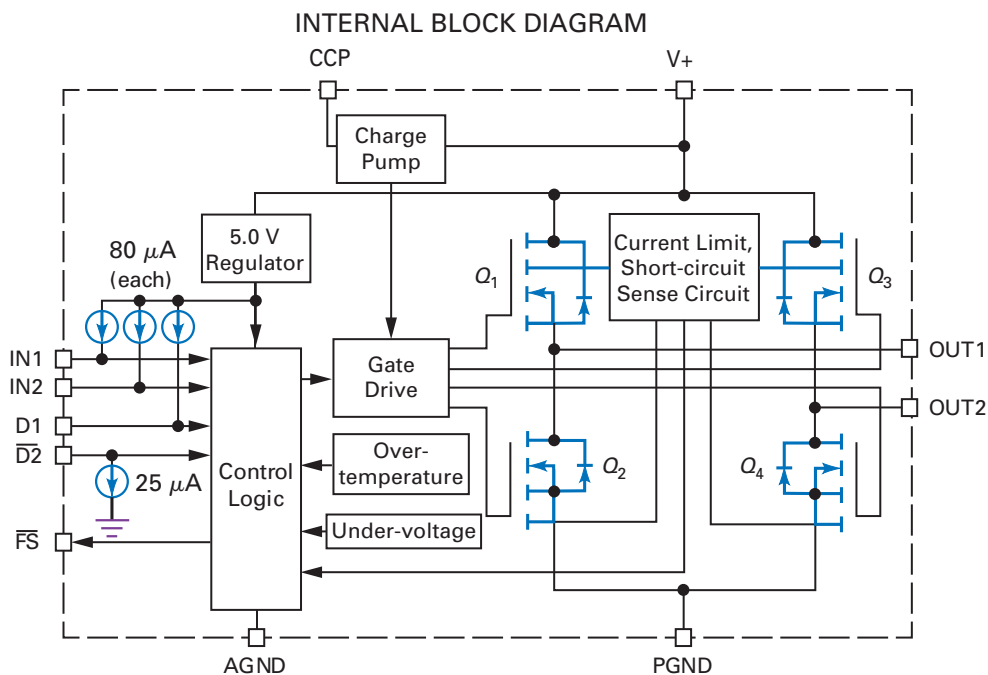 INTERNAL BLOCK DIAGRAM
CCP
V+
Charge
Pump
5.0 V
Regulator
80 μA
(each)
Current Limit,
Short-circuit
Sense Circuit
Q1
Q3
IN1
IN2
D1
D̅2̅
25 μA
F̅S̅
Control
Logic
Gate
Drive
Over-
temperature
Under-voltage
Q2
Q4
OUT1
OUT2
AGND
PGND